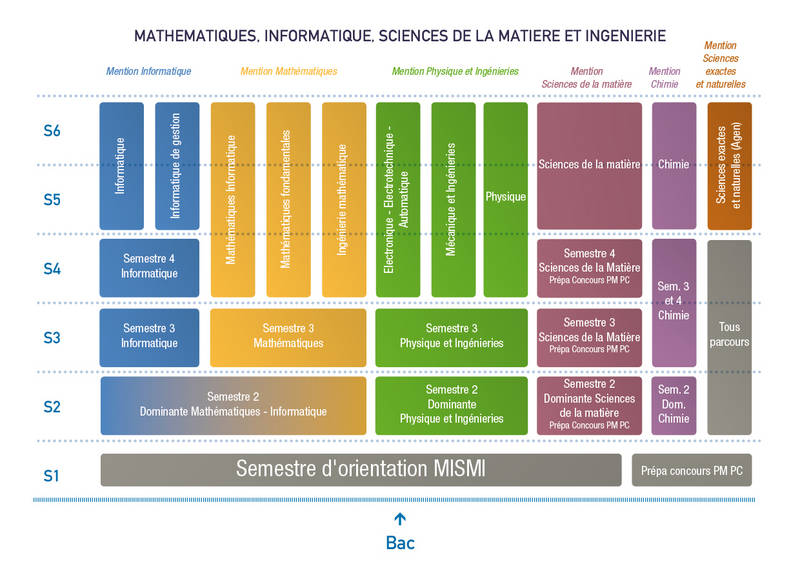 MATHEMATIQUES, INFORMATIQUE, SCIENCES DE LA MATIERE ET INGENIERIE
Mention Informatique
Mention Mathématiques
Mention Physique et Ingénieries
Mention
Sciences de la matière
Mention
Chimie
Mention
Sciences
exactes
et naturelles
S6
S5
S4
S3
S2
S1
Informatique
Informatique de gestion
Mathématiques Informatique
Mathématiques fondamentales
Ingénierie mathématique
Electronique - Electrotechnique -
Automatique
Mécanique et Ingénieries
Physique
Sciences de la matière
Chimie
Sciences exactes
et naturelles (Agen)
Semestre 4
Informatique
Semestre 4
Sciences de la Matière
Prépa Concours PM PC
Sem. 3
et 4
Chimie
Tous
parcours
Semestre 3
Informatique
Semestre 3
Mathématiques
Semestre 3
Physique et Ingénieries
Semestre 3
Sciences de la Matière
Prépa Concours PM PC
Semestre 2
Dominante Mathématiques - Informatique
Semestre 2
Dominante
Physique et Ingénieries
Semestre 2
Dominante Sciences
de la matière
Prépa Concours PM PC
Sem. 2
Dom.
Chimie
Semestre d'orientation MISMI
Prépa concours PM PC
Bac